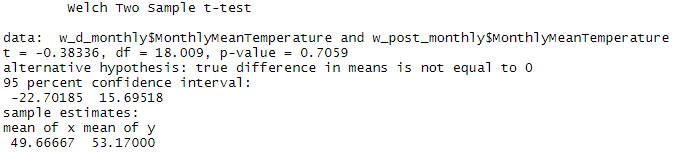 Welch Two Sample t-test
data:  w_d_monthly$MonthlyMeanTemperature and w_post_monthly$MonthlyMeanTemperature
t = -0.38336, df = 18.009, p-value = 0.7059
alternative hypothesis: true difference in means is not equal to 0
95 percent confidence interval:
 -22.70185  15.69518
sample estimates:
mean of x mean of y
 49.66667  53.17000